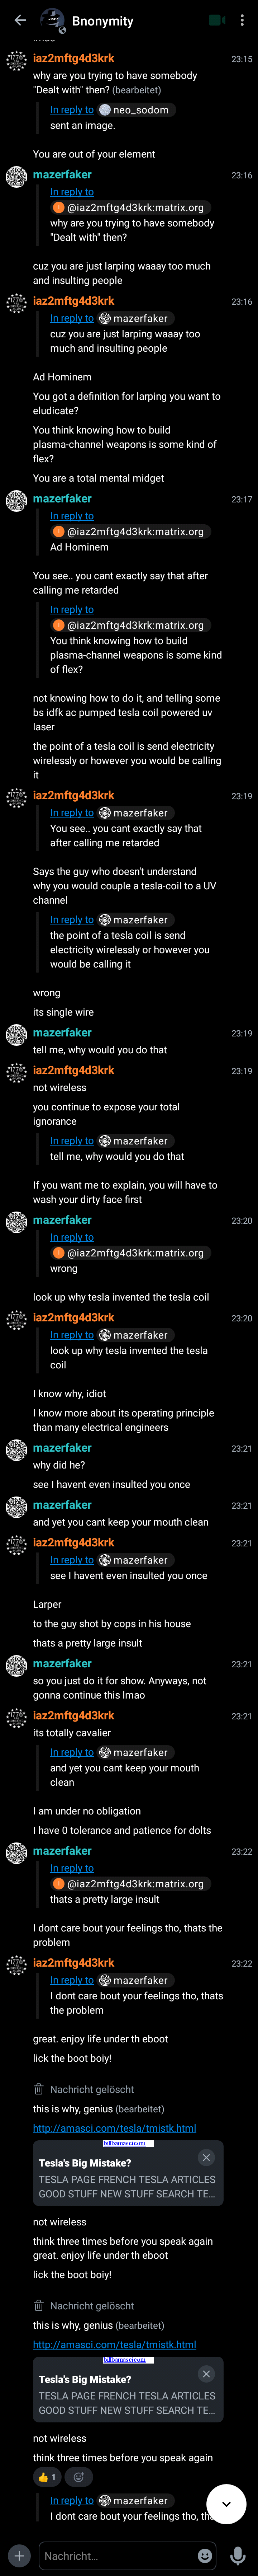 Bnonymity
iaz2mftg4d3krk
23:15
why are you trying to have somebody
"Dealt with" then? (bearbeitet)
In reply to neo_sodom
sent an image.
You are out of your element
mazerfaker
23:16
In reply to
@iaz2mftg4d3krk:matrix.org
why are you trying to have somebody
"Dealt with" then?
cuz you are just larping waaay too much
and insulting people
iaz2mftg4d3krk
23:16
In reply to mazerfaker
cuz you are just larping waaay too
much and insulting people
Ad Hominem
You got a definition for larping you want to
eludicate?
You think knowing how to build
plasma-channel weapons is some kind of
flex?
You are a total mental midget
mazerfaker
23:17
In reply to
@iaz2mftg4d3krk:matrix.org
Ad Hominem
You see.. you cant exactly say that after
calling me retarded
In reply to
@iaz2mftg4d3krk:matrix.org
You think knowing how to build
plasma-channel weapons is some kind
of flex?
not knowing how to do it, and telling some
bs idfk ac pumped tesla coil powered uv
laser
the point of a tesla coil is send electricity
wirelessly or however you would be calling
it
iaz2mftg4d3krk
23:19
In reply to mazerfaker
You see.. you cant exactly say that
after calling me retarded
Says the guy who doesn't understand
why you would couple a tesla-coil to a UV
channel
In reply to mazerfaker
the point of a tesla coil is send
electricity wirelessly or however you
would be calling it
wrong
its single wire
mazerfaker
23:19
tell me, why would you do that
iaz2mftg4d3krk
23:19
not wireless
you continue to expose your total
ignorance
In reply to mazerfaker
tell me, why would you do that
If you want me to explain, you will have to
wash your dirty face first
mazerfaker
23:20
In reply to
@iaz2mftg4d3krk:matrix.org
wrong
look up why tesla invented the tesla coil
iaz2mftg4d3krk
23:20
In reply to mazerfaker
look up why tesla invented the tesla
coil
I know why, idiot
I know more about its operating principle
than many electrical engineers
mazerfaker
23:21
why did he?
see I havent even insulted you once
mazerfaker
23:21
and yet you cant keep your mouth clean
iaz2mftg4d3krk
23:21
In reply to mazerfaker
see I havent even insulted you once
Larper
to the guy shot by cops in his house
thats a pretty large insult
mazerfaker
23:21
so you just do it for show. Anyways, not
gonna continue this lmao
iaz2mftg4d3krk
23:21
its totally cavalier
In reply to mazerfaker
and yet you cant keep your mouth
clean
I am under no obligation
I have 0 tolerance and patience for dolts
mazerfaker
23:22
In reply to
@iaz2mftg4d3krk:matrix.org
thats a pretty large insult
I dont care about your feelings tho, thats the
problem
iaz2mftg4d3krk
23:22
In reply to mazerfaker
I dont care about your feelings tho, thats
the problem
great. enjoy life under th eboot
lick the boot boiy!
Nachricht gelöscht
this is why, genius (bearbeitet)
http://amasci.com/tesla/tmistk.html
Tesla's Big Mistake?
TESLA PAGE FRENCH TESLA ARTICLES
GOOD STUFF NEW STUFF SEARCH TE...
not wireless
think three times before you speak again
great. enjoy life under th eboot
lick the boot boiy!
Nachricht gelöscht
this is why, genius (bearbeitet)
http://amasci.com/tesla/tmistk.html
Tesla's Big Mistake?
TESLA PAGE FRENCH TESLA ARTICLES
GOOD STUFF NEW STUFF SEARCH TE...
not wireless
think three times before you speak again
👍 1
In reply to mazerfaker
I dont care about your feelings tho,
Nachricht...